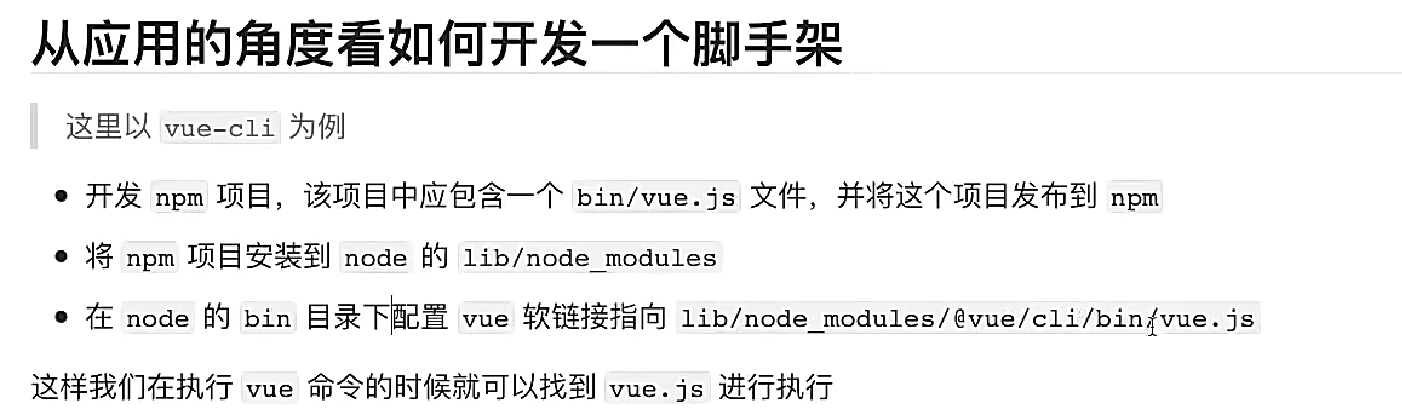 从应用的角度看如何开发一个脚手架
这里以 vue-cli 为例
开发 npm 项目，该项目中应包含一个 bin/vue.js 文件，并将这个项目发布到 npm
将 npm 项目安装到 node 的 lib/node_modules
在 node 的 bin 目录下配置 vue 软链接指向 lib/node_modules/@vue/cli/bin/vue.js
这样我们在执行 vue 命令的时候就可以找到 vue.js 进行执行